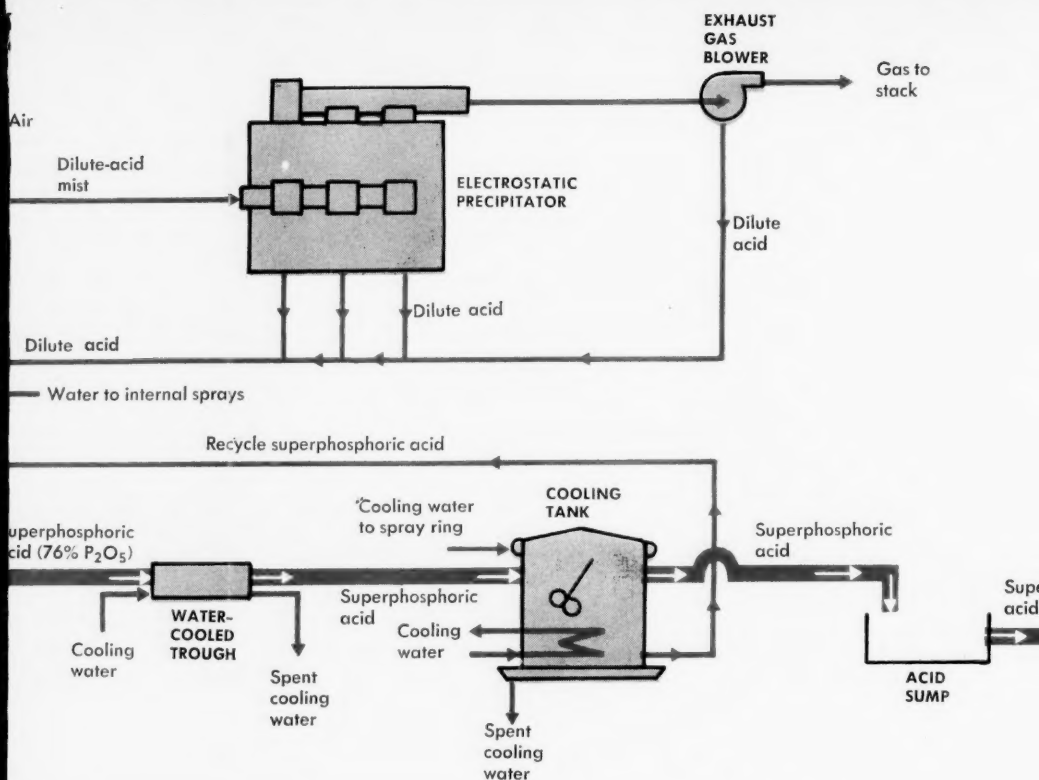 EXHAUST
GAS
BLOWER
Gas to
stack
Air
Dilute-acid
mist
ELECTROSTATIC
PRECIPITATOR
Dilute
acid
Dilute acid
Dilute acid
Water to internal sprays
Recycle superphosphoric acid
Cooling water
to spray ring
COOLING
TANK
Superphosphoric
acid
uperphosphoric
cid (76% P₂O₅)
Superphosphoric
acid
WATER-
COOLED
TROUGH
Cooling
water
Cooling
water
Spent
cooling
water
Spent
cooling
water
ACID
SUMP
Supe
acid